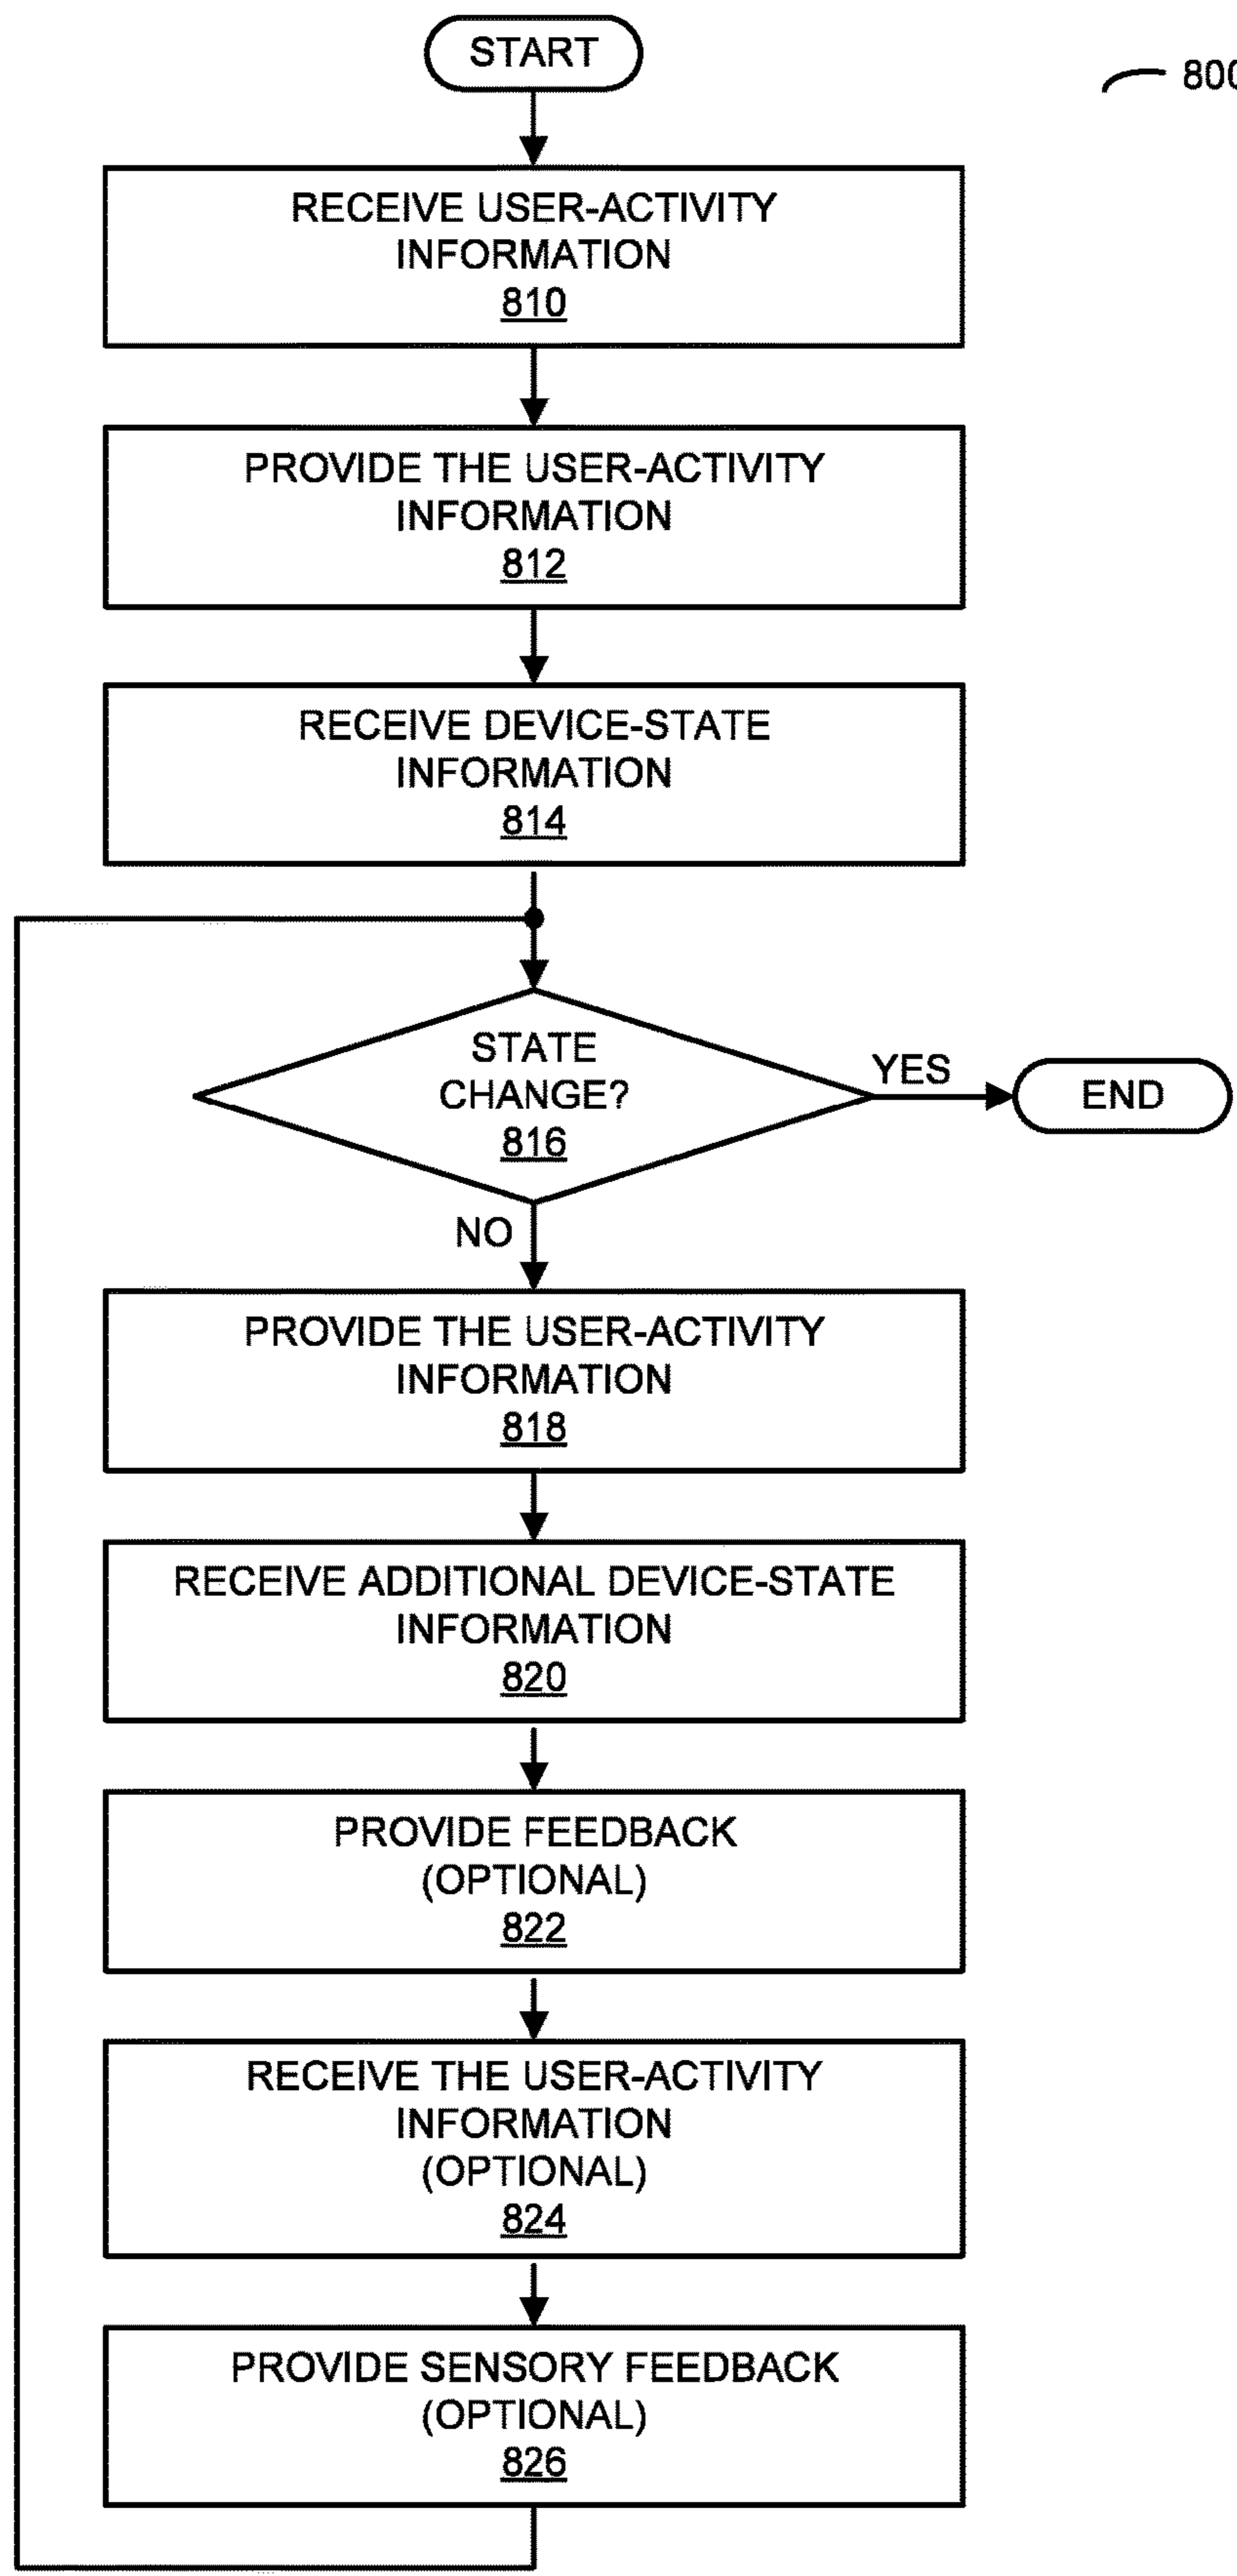 START
800
RECEIVE USER-ACTIVITY
INFORMATION
810
PROVIDE THE USER-ACTIVITY
INFORMATION
812
RECEIVE DEVICE-STATE
INFORMATION
814
STATE
CHANGE?
816
YES
END
NO
PROVIDE THE USER-ACTIVITY
INFORMATION
818
RECEIVE ADDITIONAL DEVICE-STATE
INFORMATION
820
PROVIDE FEEDBACK
(OPTIONAL)
822
RECEIVE THE USER-ACTIVITY
INFORMATION
(OPTIONAL)
824
PROVIDE SENSORY FEEDBACK
(OPTIONAL)
826